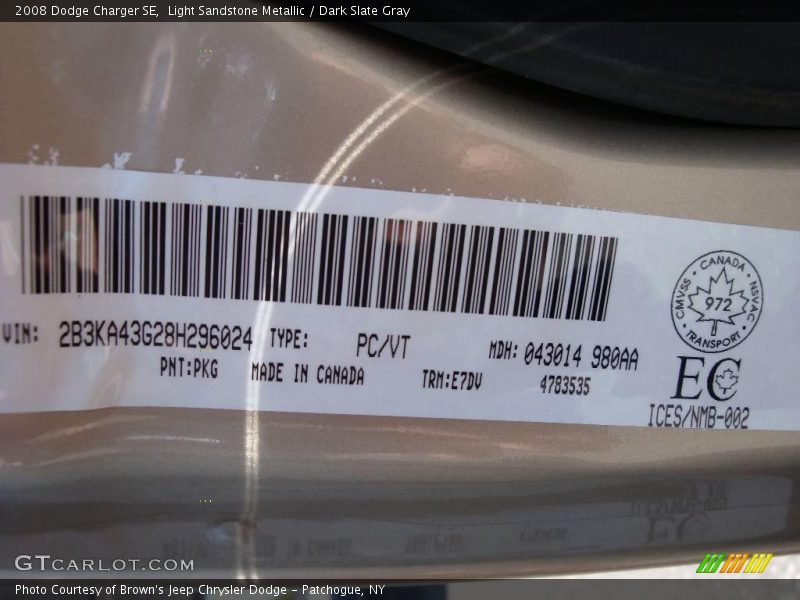 2008 Dodge Charger SE,  Light Sandstone Metallic / Dark Slate Gray
VIN: 2B3KA43G28H296024 TYPE: PC/VT MDH: 043014 980AA
PNT:PKG MADE IN CANADA TRM:E7DV 4783535
CANADA
CMVSS NSVAC
972
TRANSPORT
EC
ICES/NMB-002
GTCARLOT.COM
Photo Courtesy of Brown's Jeep Chrysler Dodge - Patchogue, NY